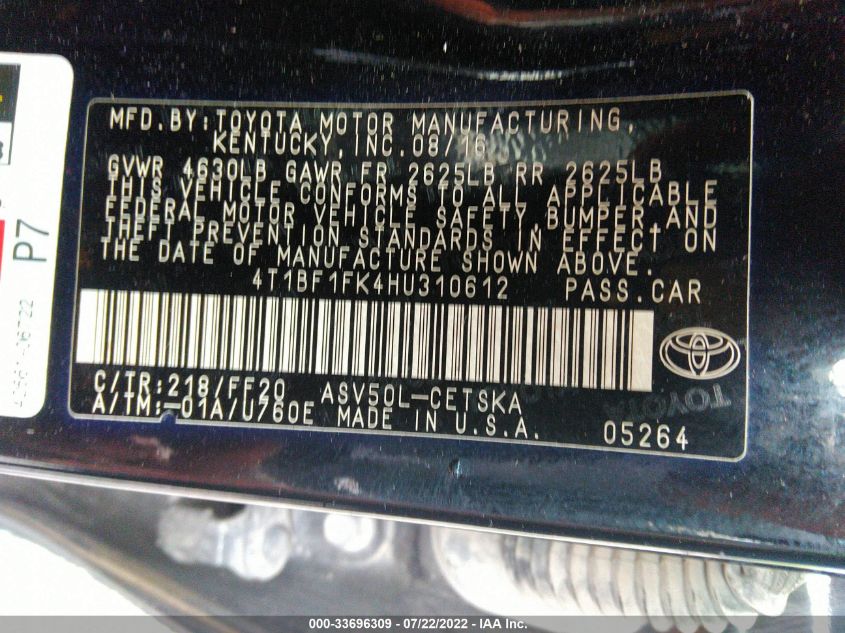 MFD.BY:TOYOTA MOTOR MANUFACTURING,
KENTUCKY, INC. 08/16
GVWR 4630LB GAWR FR 2625LB RR 2625LB
THIS VEHICLE CONFORMS TO ALL APPLICABLE
FEDERAL MOTOR VEHICLE SAFETY, BUMPER, AND
THEFT PREVENTION STANDARDS IN EFFECT ON
THE DATE OF MANUFACTURE SHOWN ABOVE.
4T1BF1FK4HU310612 PASS.CAR
C/TR:218/FF20 ASV50L-CETSKA
A/TM:-01A/U760E MADE IN U.S.A. 05264
TOYOTA
P7
000-33696309 - 07/22/2022 - IAA Inc.